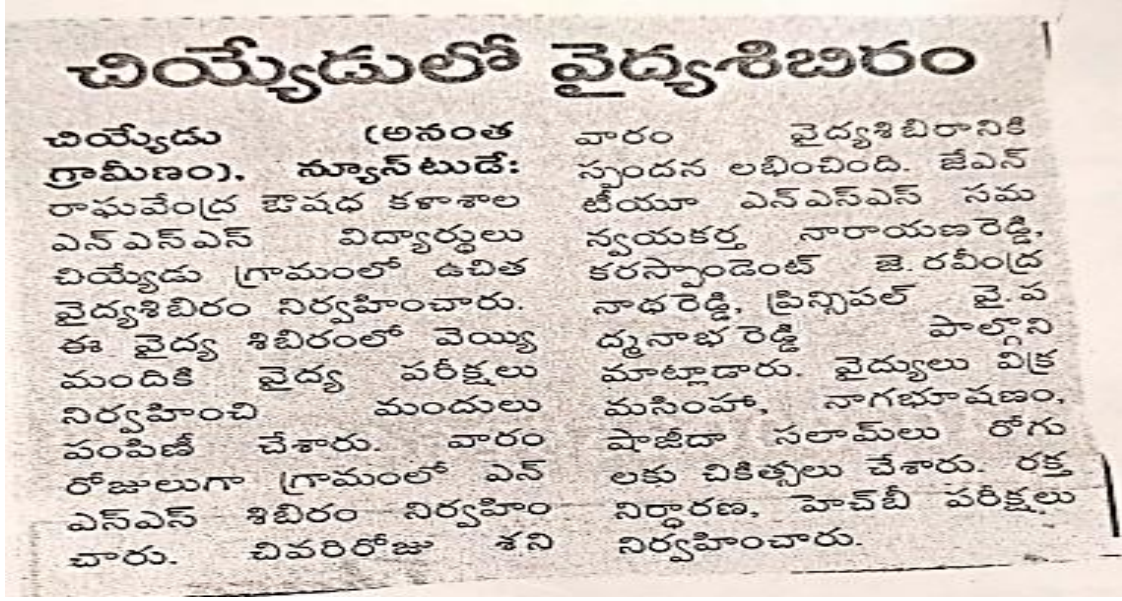 చియ్యేడులో వైద్యశిబిరం
చియ్యేడు (అనంత
గ్రామీణం), న్యూస్‌టుడే:
రాఘవేంద్ర ఔషధ కళాశాల
ఎన్ఎస్ఎస్ విద్యార్థులు
చియ్యేడు గ్రామంలో ఉచిత
వైద్యశిబిరం నిర్వహించారు.
ఈ వైద్య శిబిరంలో వెయ్యి
మందికి వైద్య పరీక్షలు
నిర్వహించి మందులు
పంపిణీ చేశారు. వారం
రోజులుగా గ్రామంలో ఎన్
ఎస్ఎస్ శిబిరం నిర్వహిం
చారు. చివరిరోజు శని
వారం వైద్యశిబిరానికి
స్పందన లభించింది. జేఎన్
టీయూ ఎన్ఎస్ఎస్ సమ
న్వయకర్త నారాయణరెడ్డి,
కరస్పాండెంట్ జె.రవీంద్ర
నాథరెడ్డి, ప్రిన్సిపల్ వై.ప
ద్మనాభ రెడ్డి పాల్గొని
మాట్లాడారు. వైద్యులు విక్ర
మసింహా, నాగభూషణం,
షాజీదా సలామ్‌లు రోగు
లకు చికిత్సలు చేశారు. రక్త
నిర్ధారణ, హెచ్‌బీ పరీక్షలు
నిర్వహించారు.